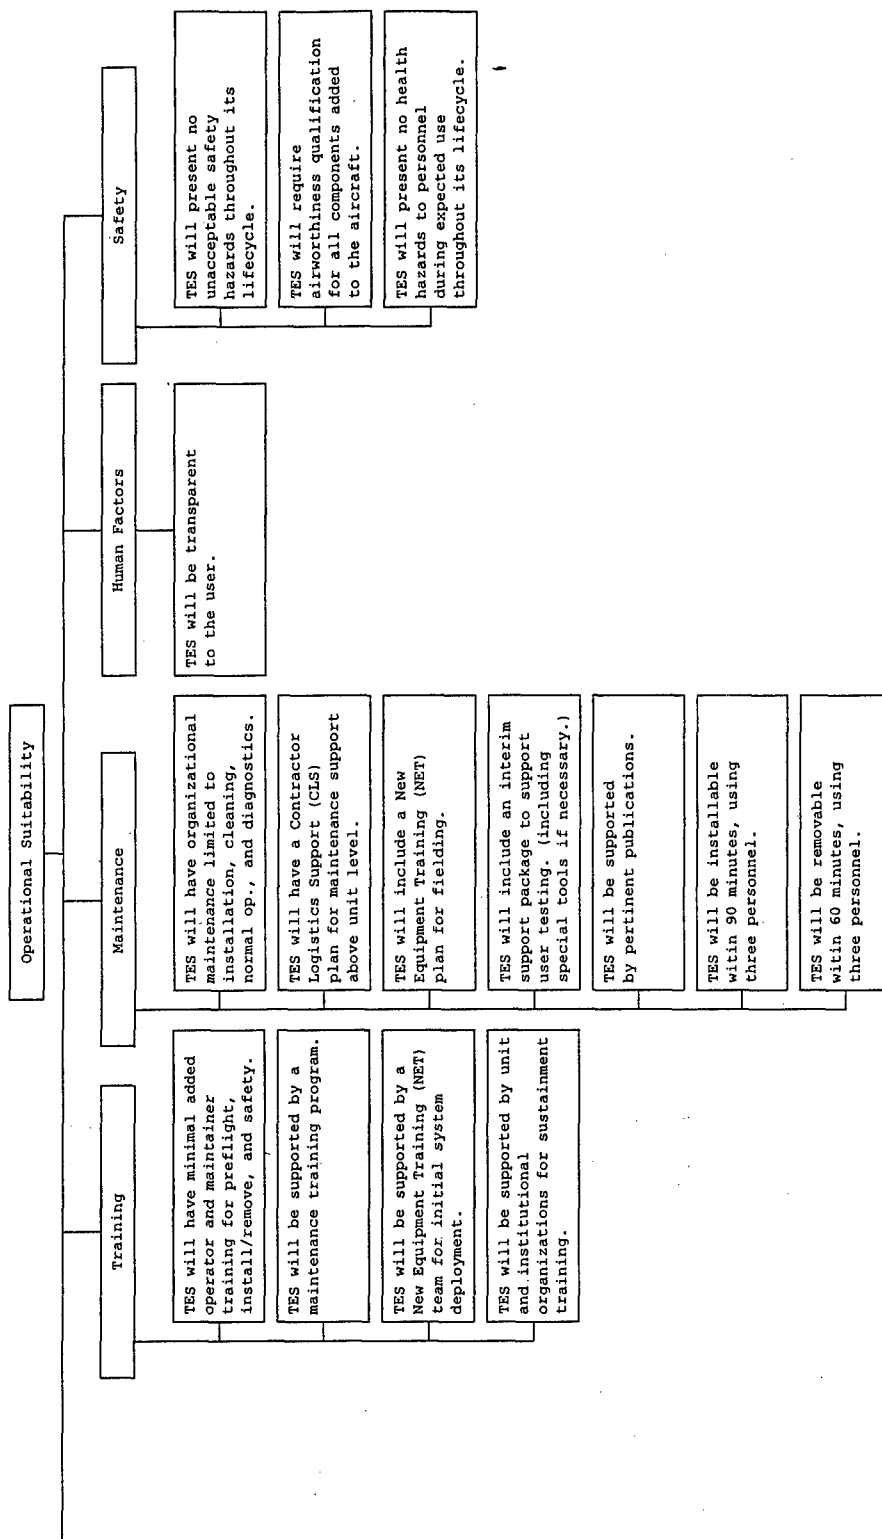 Operational Suitability
Training
TES will have minimal added
operator and maintainer
training for preflight,
install/remove, and safety.
TES will be supported by a
maintenance training program.
TES will be supported by a
New Equipment Training (NET)
team for initial system
deployment.
TES will be supported by unit
and institutional
organizations for sustainment
training.
Maintenance
TES will have organizational
maintenance limited to
installation, cleaning,
normal op., and diagnostics.
TES will have a Contractor
Logistics Support (CLS)
plan for maintenance support
above unit level.
TES will include a New
Equipment Training (NET)
plan for fielding.
TES will include an interim
support package to support
user testing. (including
special tools if necessary.)
TES will be supported
by pertinent publications.
TES will be installable
witin 90 minutes, using
three personnel.
TES will be removable
witin 60 minutes, using
three personnel.
Human Factors
TES will be transparent
to the user.
Safety
TES will present no
unacceptable safety
hazards throughout its
lifecycle.
TES will require
airworthiness qualification
for all components added
to the aircraft.
TES will present no health
hazards to personnel
during expected use
throughout its lifecycle.